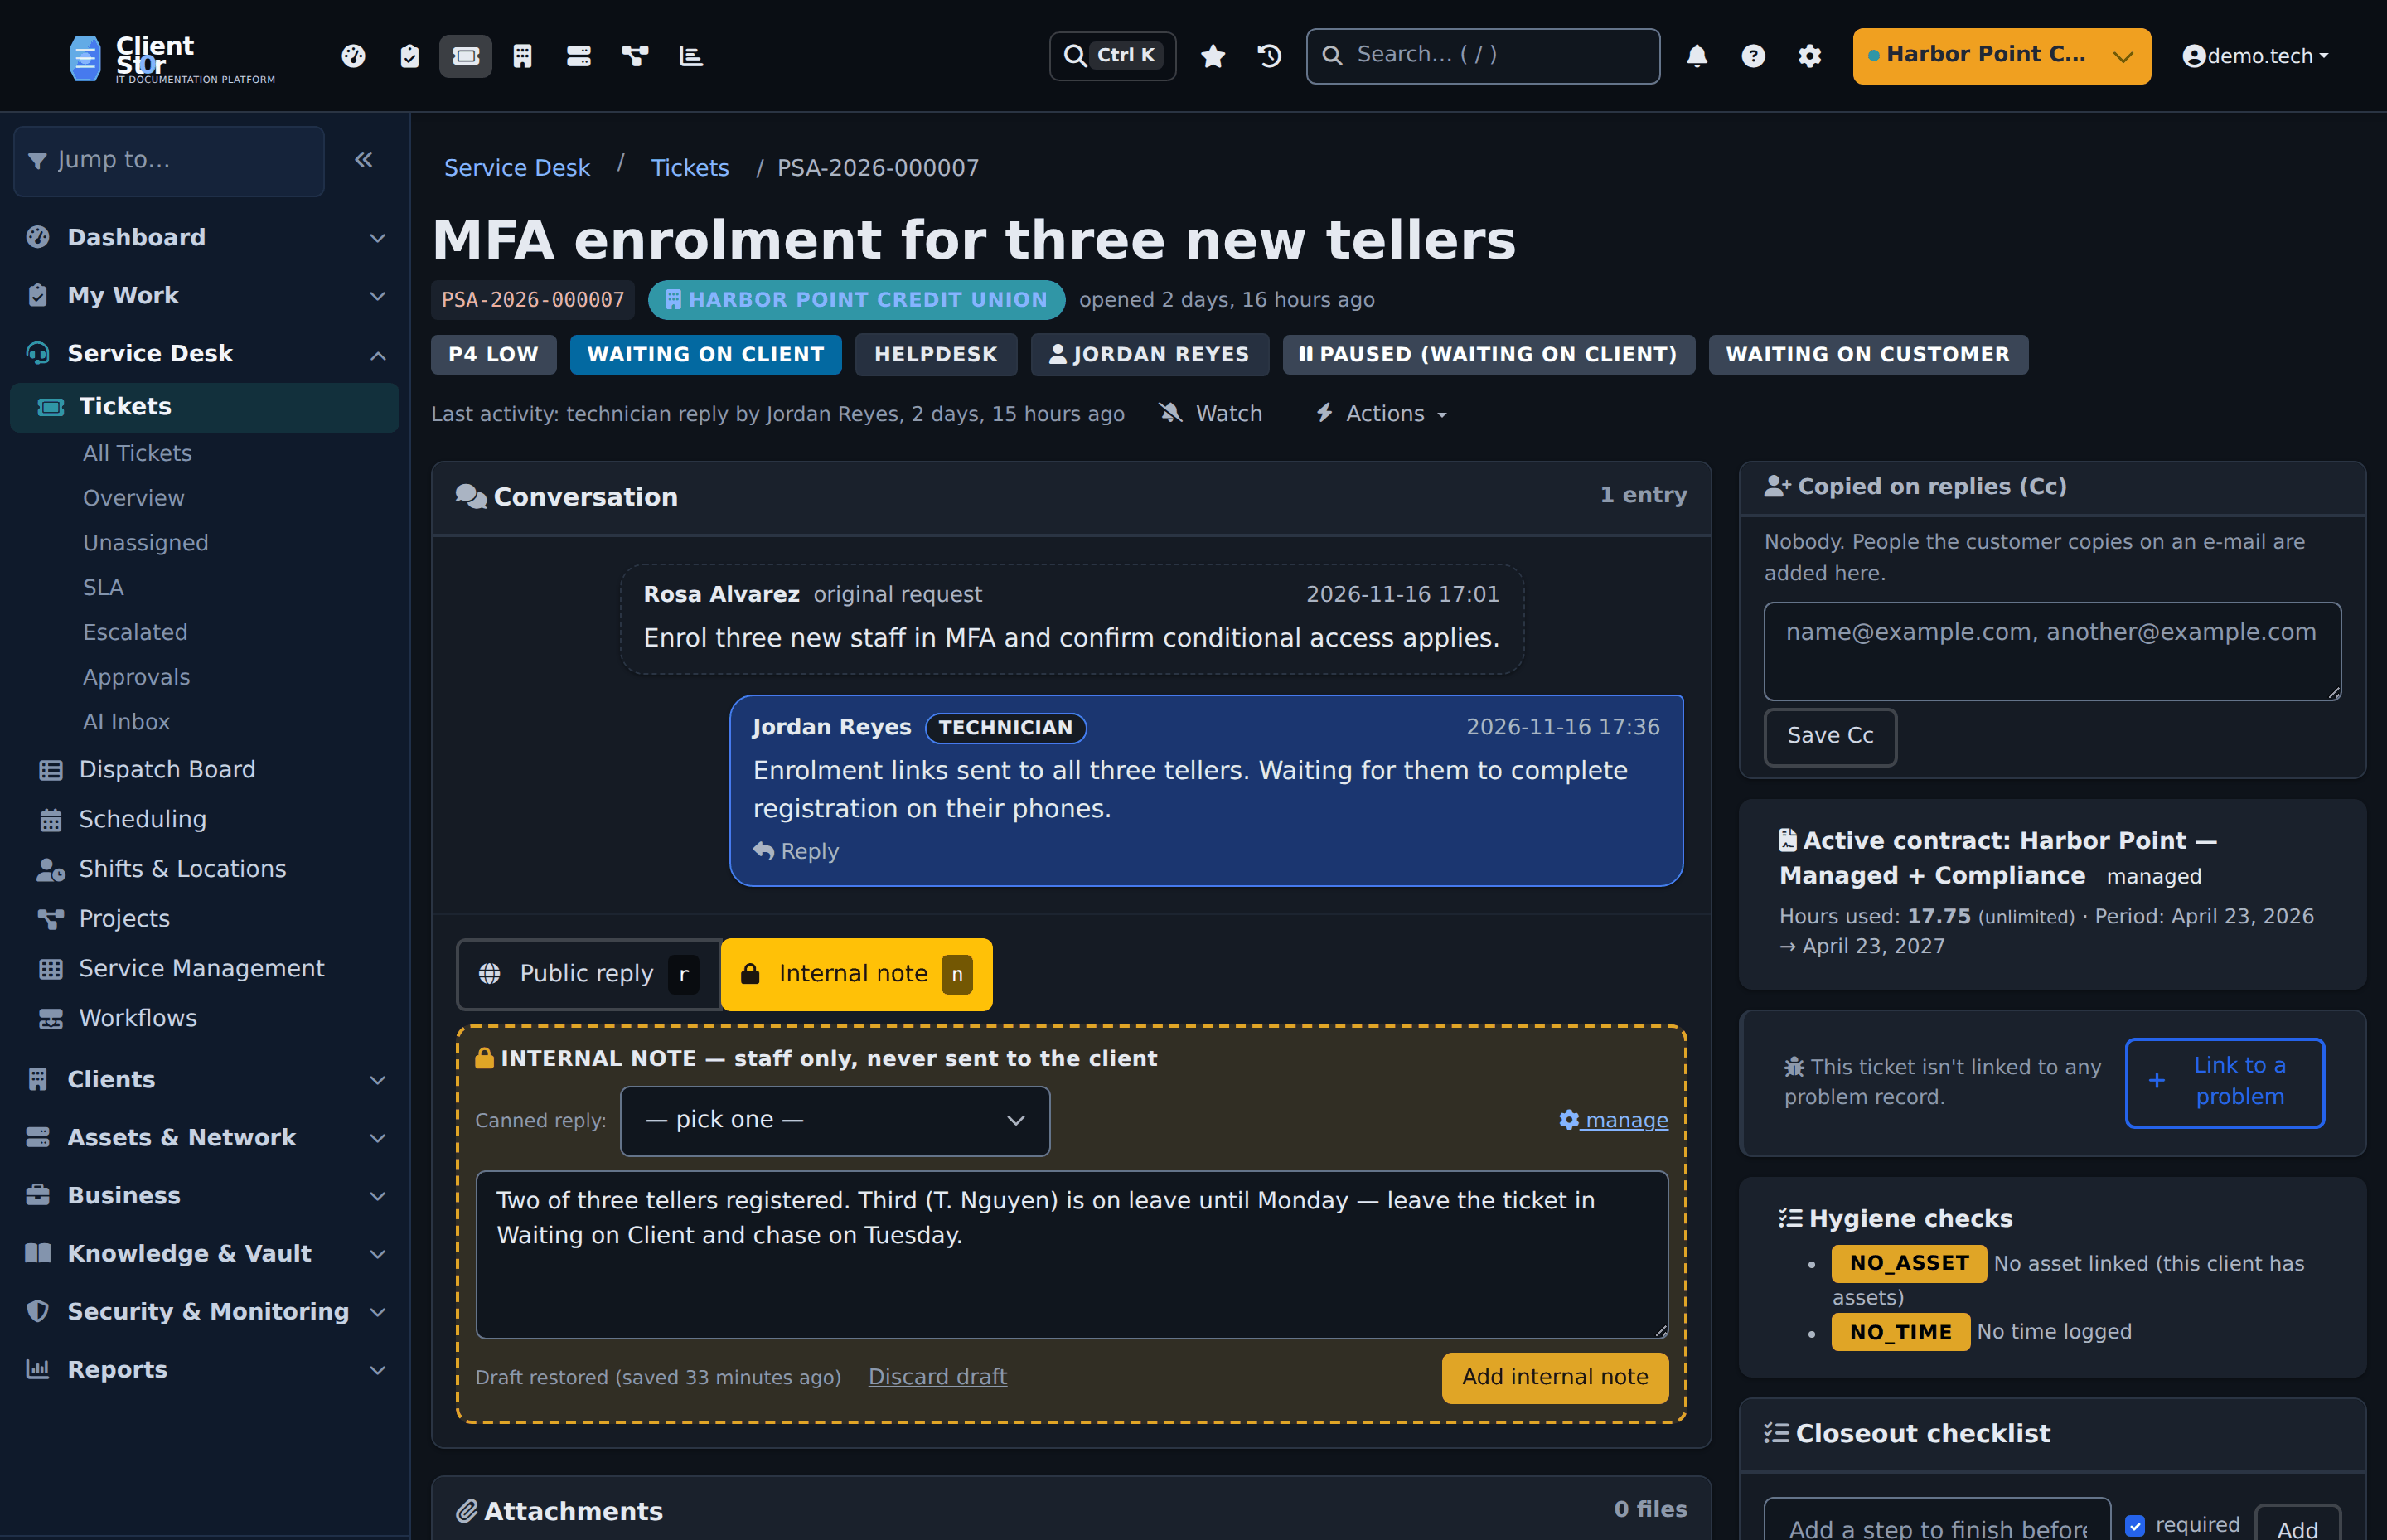 Client
St0r
IT DOCUMENTATION PLATFORM
Ctrl K
Search... ( / )
Harbor Point C...
demo.tech
Jump to...
Dashboard
My Work
Service Desk
Tickets
All Tickets
Overview
Unassigned
SLA
Escalated
Approvals
AI Inbox
Dispatch Board
Scheduling
Shifts & Locations
Projects
Service Management
Workflows
Clients
Assets & Network
Business
Knowledge & Vault
Security & Monitoring
Reports
Service Desk / Tickets / PSA-2026-000007
MFA enrolment for three new tellers
PSA-2026-000007 HARBOR POINT CREDIT UNION opened 2 days, 16 hours ago
P4 LOW WAITING ON CLIENT HELPDESK JORDAN REYES PAUSED (WAITING ON CLIENT) WAITING ON CUSTOMER
Last activity: technician reply by Jordan Reyes, 2 days, 15 hours ago Watch Actions
Conversation 1 entry
Rosa Alvarez original request 2026-11-16 17:01
Enrol three new staff in MFA and confirm conditional access applies.
Jordan Reyes TECHNICIAN 2026-11-16 17:36
Enrolment links sent to all three tellers. Waiting for them to complete
registration on their phones.
Reply
Public reply r Internal note n
INTERNAL NOTE — staff only, never sent to the client
Canned reply: — pick one — manage
Two of three tellers registered. Third (T. Nguyen) is on leave until Monday — leave the ticket in
Waiting on Client and chase on Tuesday.
Draft restored (saved 33 minutes ago) Discard draft Add internal note
Attachments 0 files
Copied on replies (Cc)
Nobody. People the customer copies on an e-mail are
added here.
name@example.com, another@example.com
Save Cc
Active contract: Harbor Point —
Managed + Compliance managed
Hours used: 17.75 (unlimited) · Period: April 23, 2026
→ April 23, 2027
This ticket isn't linked to any
problem record.
Link to a
problem
Hygiene checks
NO_ASSET No asset linked (this client has
assets)
NO_TIME No time logged
Closeout checklist
Add a step to finish before required Add